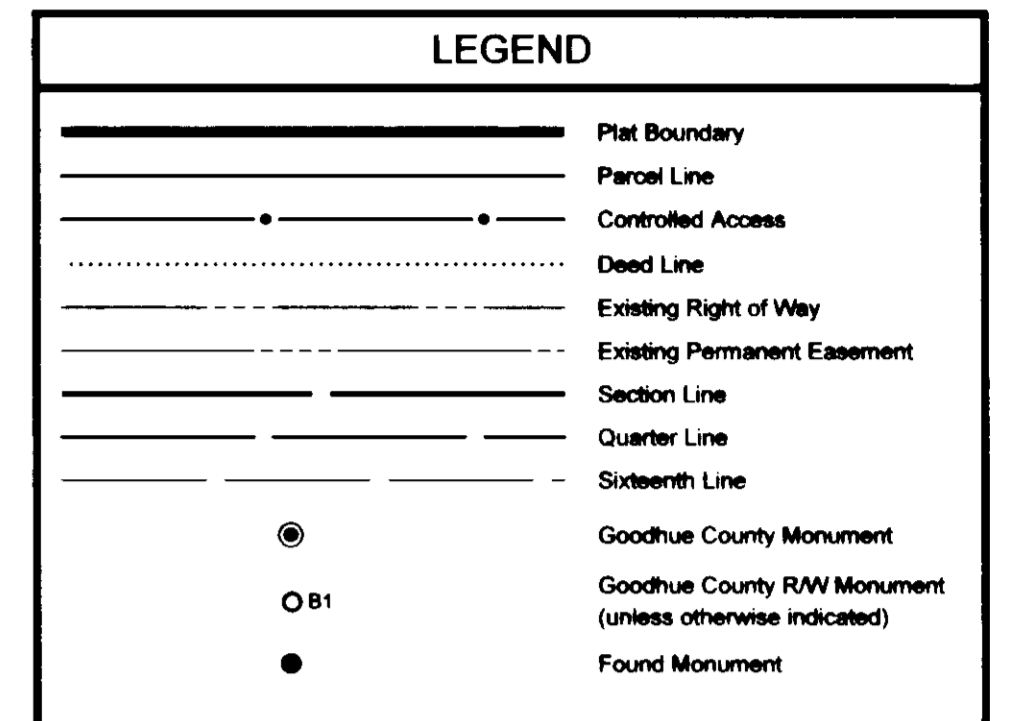 LEGEND
Plat Boundary
Parcel Line
Controlled Access
Deed Line
Existing Right of Way
Existing Permanent Easement
Section Line
Quarter Line
Sixteenth Line
Goodhue County Monument
B1
Goodhue County R/W Monument
(unless otherwise indicated)
Found Monument